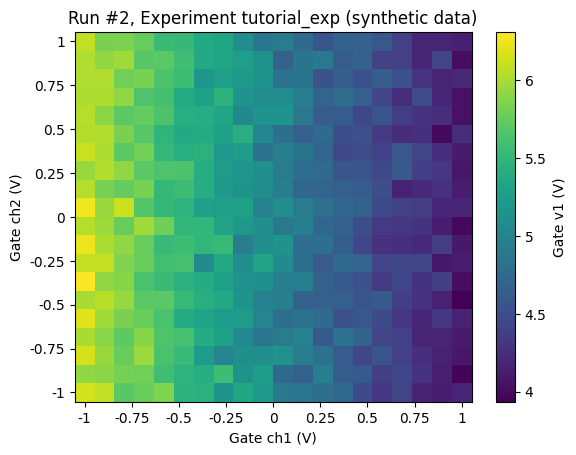 Run #2, Experiment tutorial_exp (synthetic data)
1
0.75
0.5
0.25
0
-0.25
-0.5
-0.75
-1
Gate ch2 (V)
-1 -0.75 -0.5 -0.25 0 0.25 0.5 0.75 1
Gate ch1 (V)
6
5.5
5
4.5
4
Gate v1 (V)